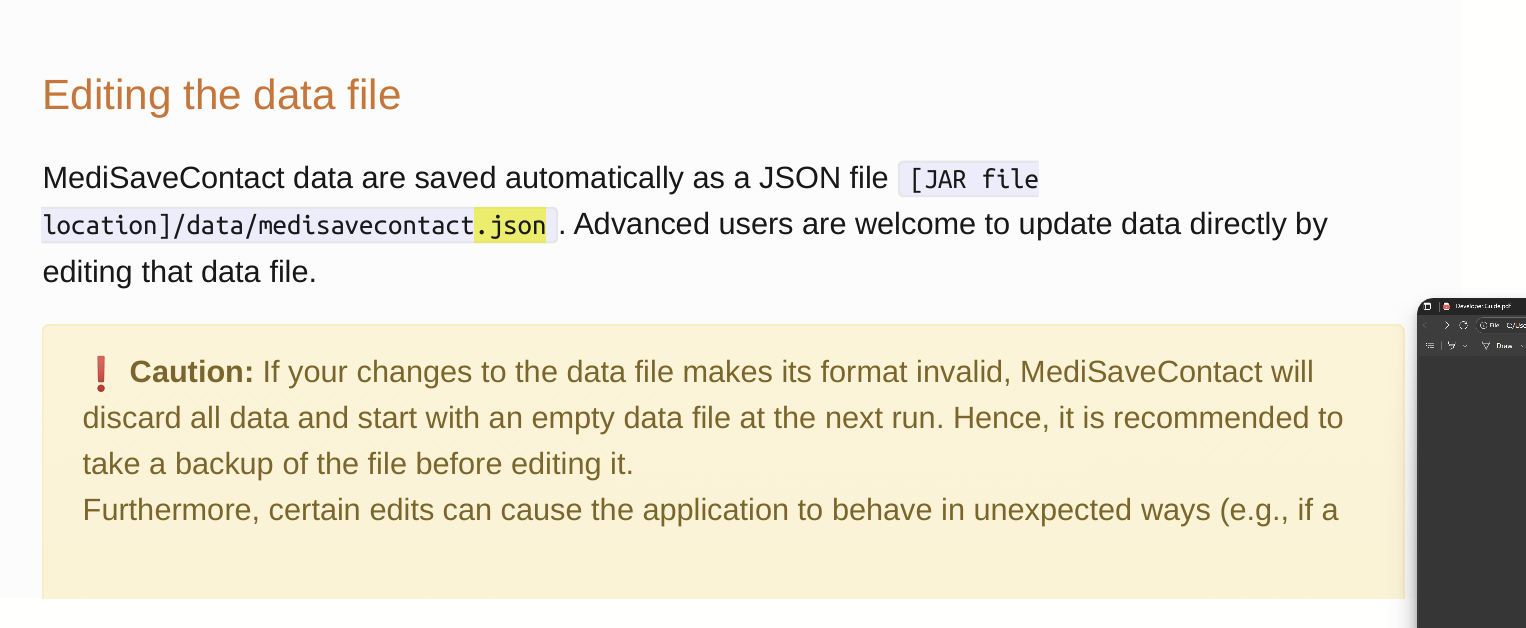 Editing the data file
MediSaveContact data are saved automatically as a JSON file [JAR file
location]/data/medisavecontact.json . Advanced users are welcome to update data directly by
editing that data file.
❗ Caution: If your changes to the data file makes its format invalid, MediSaveContact will
discard all data and start with an empty data file at the next run. Hence, it is recommended to
take a backup of the file before editing it.
Furthermore, certain edits can cause the application to behave in unexpected ways (e.g., if a
Developer Guide.pdf
File C:/Use
Draw